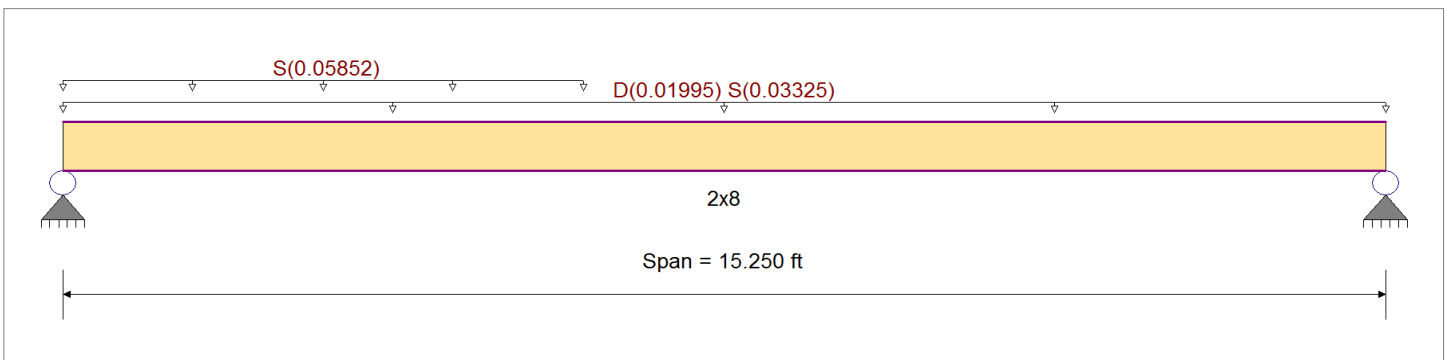 S(0.05852)
D(0.01995) S(0.03325)
2x8
Span = 15.250 ft